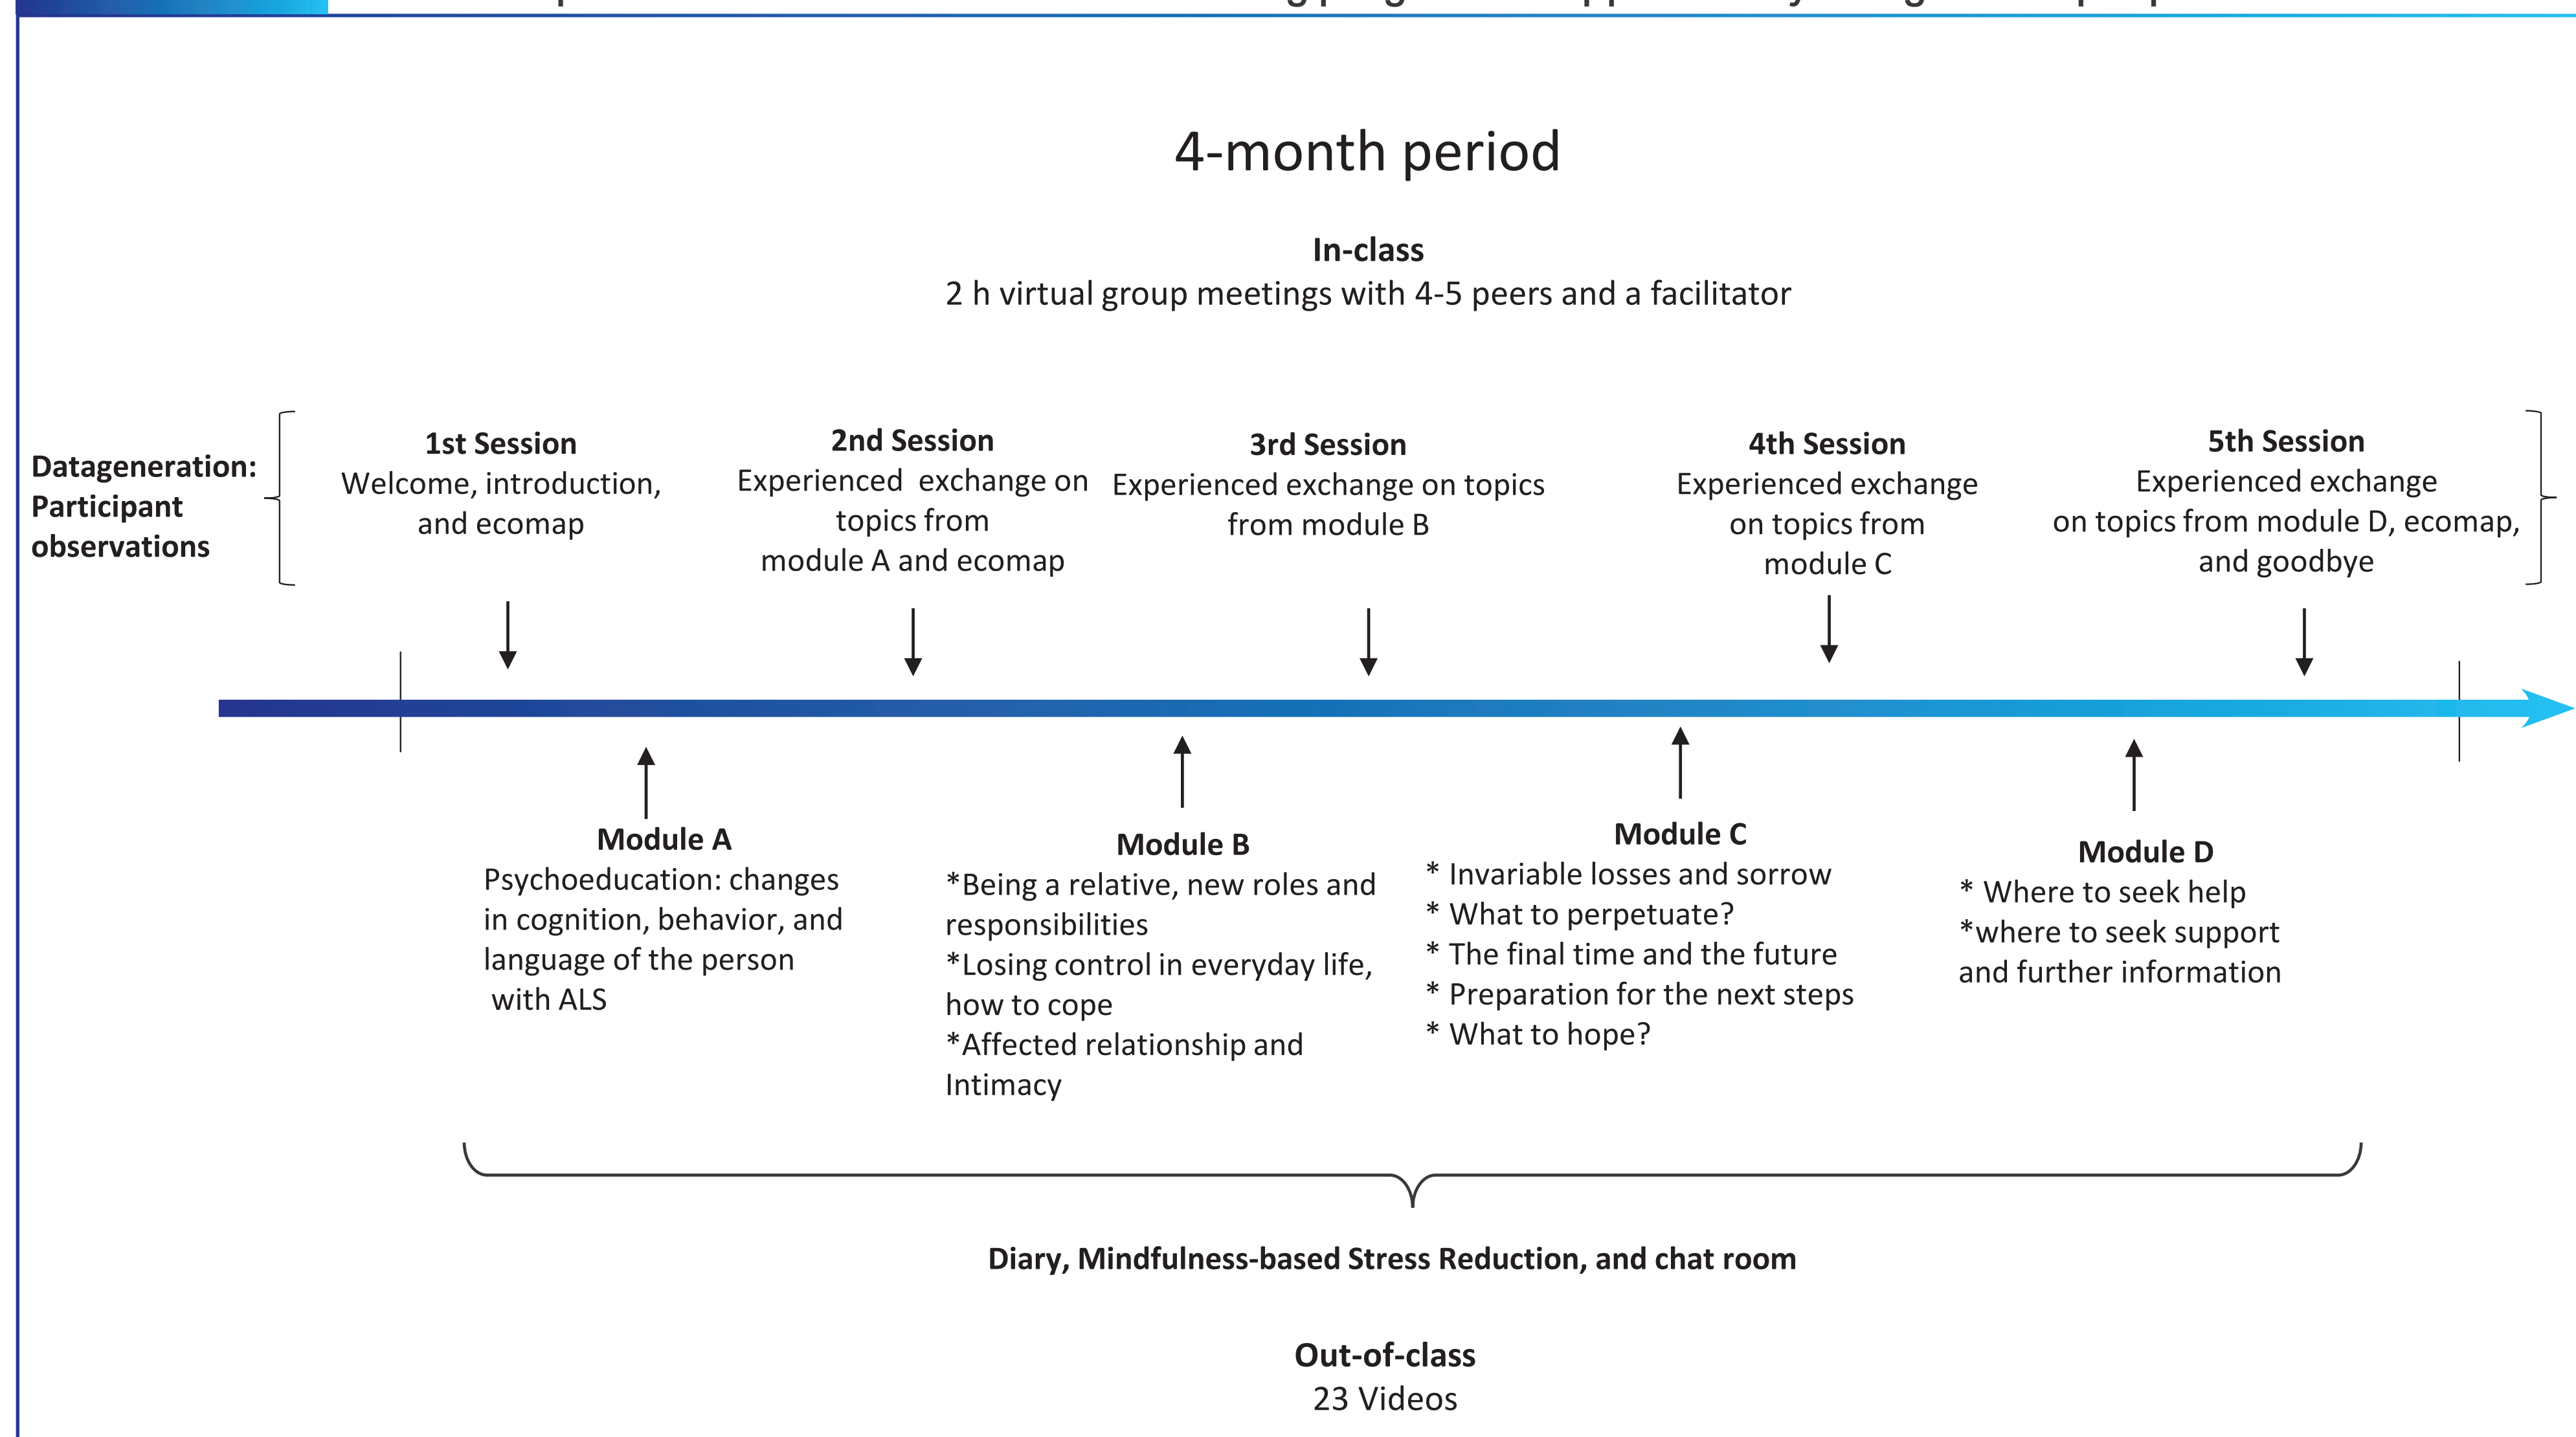 4-month period
In-class
2 h virtual group meetings with 4-5 peers and a facilitator
Datageneration:
Participant
observations
1st Session
Welcome, introduction,
and ecomap
2nd Session
Experienced  exchange on
topics from
module A and ecomap
3rd Session
Experienced exchange on topics
from module B
4th Session
Experienced exchange
on topics from
module C
5th Session
Experienced exchange
on topics from module D, ecomap,
and goodbye
Module A
Psychoeducation: changes
in cognition, behavior, and
language of the person
with ALS
Module B
*Being a relative, new roles and
responsibilities
*Losing control in everyday life,
how to cope
*Affected relationship and
Intimacy
Module C
* Invariable losses and sorrow
* What to perpetuate?
* The final time and the future
* Preparation for the next steps
* What to hope?
Module D
* Where to seek help
*where to seek support
and further information
Diary, Mindfulness-based Stress Reduction, and chat room
Out-of-class
23 Videos